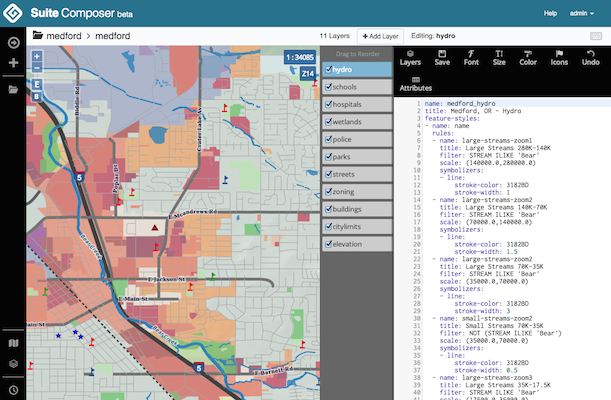 Suite Composer beta
Help
admin
medford > medford
11 Layers
+ Add Layer
Editing: hydro
+
−
E
B
1 : 34085
Z14
Biddle Rd
Poplar Dr
Crater Lake Ave
E Mcandrews Rd
E Jackson St
E Main St
Main St
E Barnett Rd
Bear Creek
5
5
Drag to Reorder
hydro
schools
hospitals
wetlands
police
parks
streets
zoning
buildings
citylimits
elevation
Layers
Save
Font
Size
Color
Icons
Undo
Attributes
1 name: medford_hydro
2 title: Medford, OR - Hydro
3 feature-styles:
4 - name: name
5 rules:
6 - name: large-streams-zoom1
7 title: Large Streams 280K-140K
8 filter: STREAM ILIKE 'Bear'
9 scale: (140000.0,280000.0)
10 symbolizers:
11 - line:
12 stroke-color: 3182BD
13 stroke-width: 1
14 - name: large-streams-zoom2
15 title: Large Streams 140K-70K
16 filter: STREAM ILIKE 'Bear'
17 scale: (70000.0,140000.0)
18 symbolizers:
19 - line:
20 stroke-color: 3182BD
21 stroke-width: 1.5
22 - name: large-streams-zoom2
23 title: Large Streams 70K-35K
24 filter: STREAM ILIKE 'Bear'
25 scale: (35000.0,70000.0)
26 symbolizers:
27 - line:
28 stroke-color: 3182BD
29 stroke-width: 3
30 - name: small-streams-zoom2
31 title: Small Streams 70K-35K
32 filter: NOT (STREAM ILIKE 'Bear')
33 scale: (35000.0,70000.0)
34 symbolizers:
35 - line:
36 stroke-color: 3182BD
37 stroke-width: 0.5
38 - name: large-streams-zoom3
39 title: Large Streams 35K-17.5K
40 filter: STREAM ILIKE 'Bear'